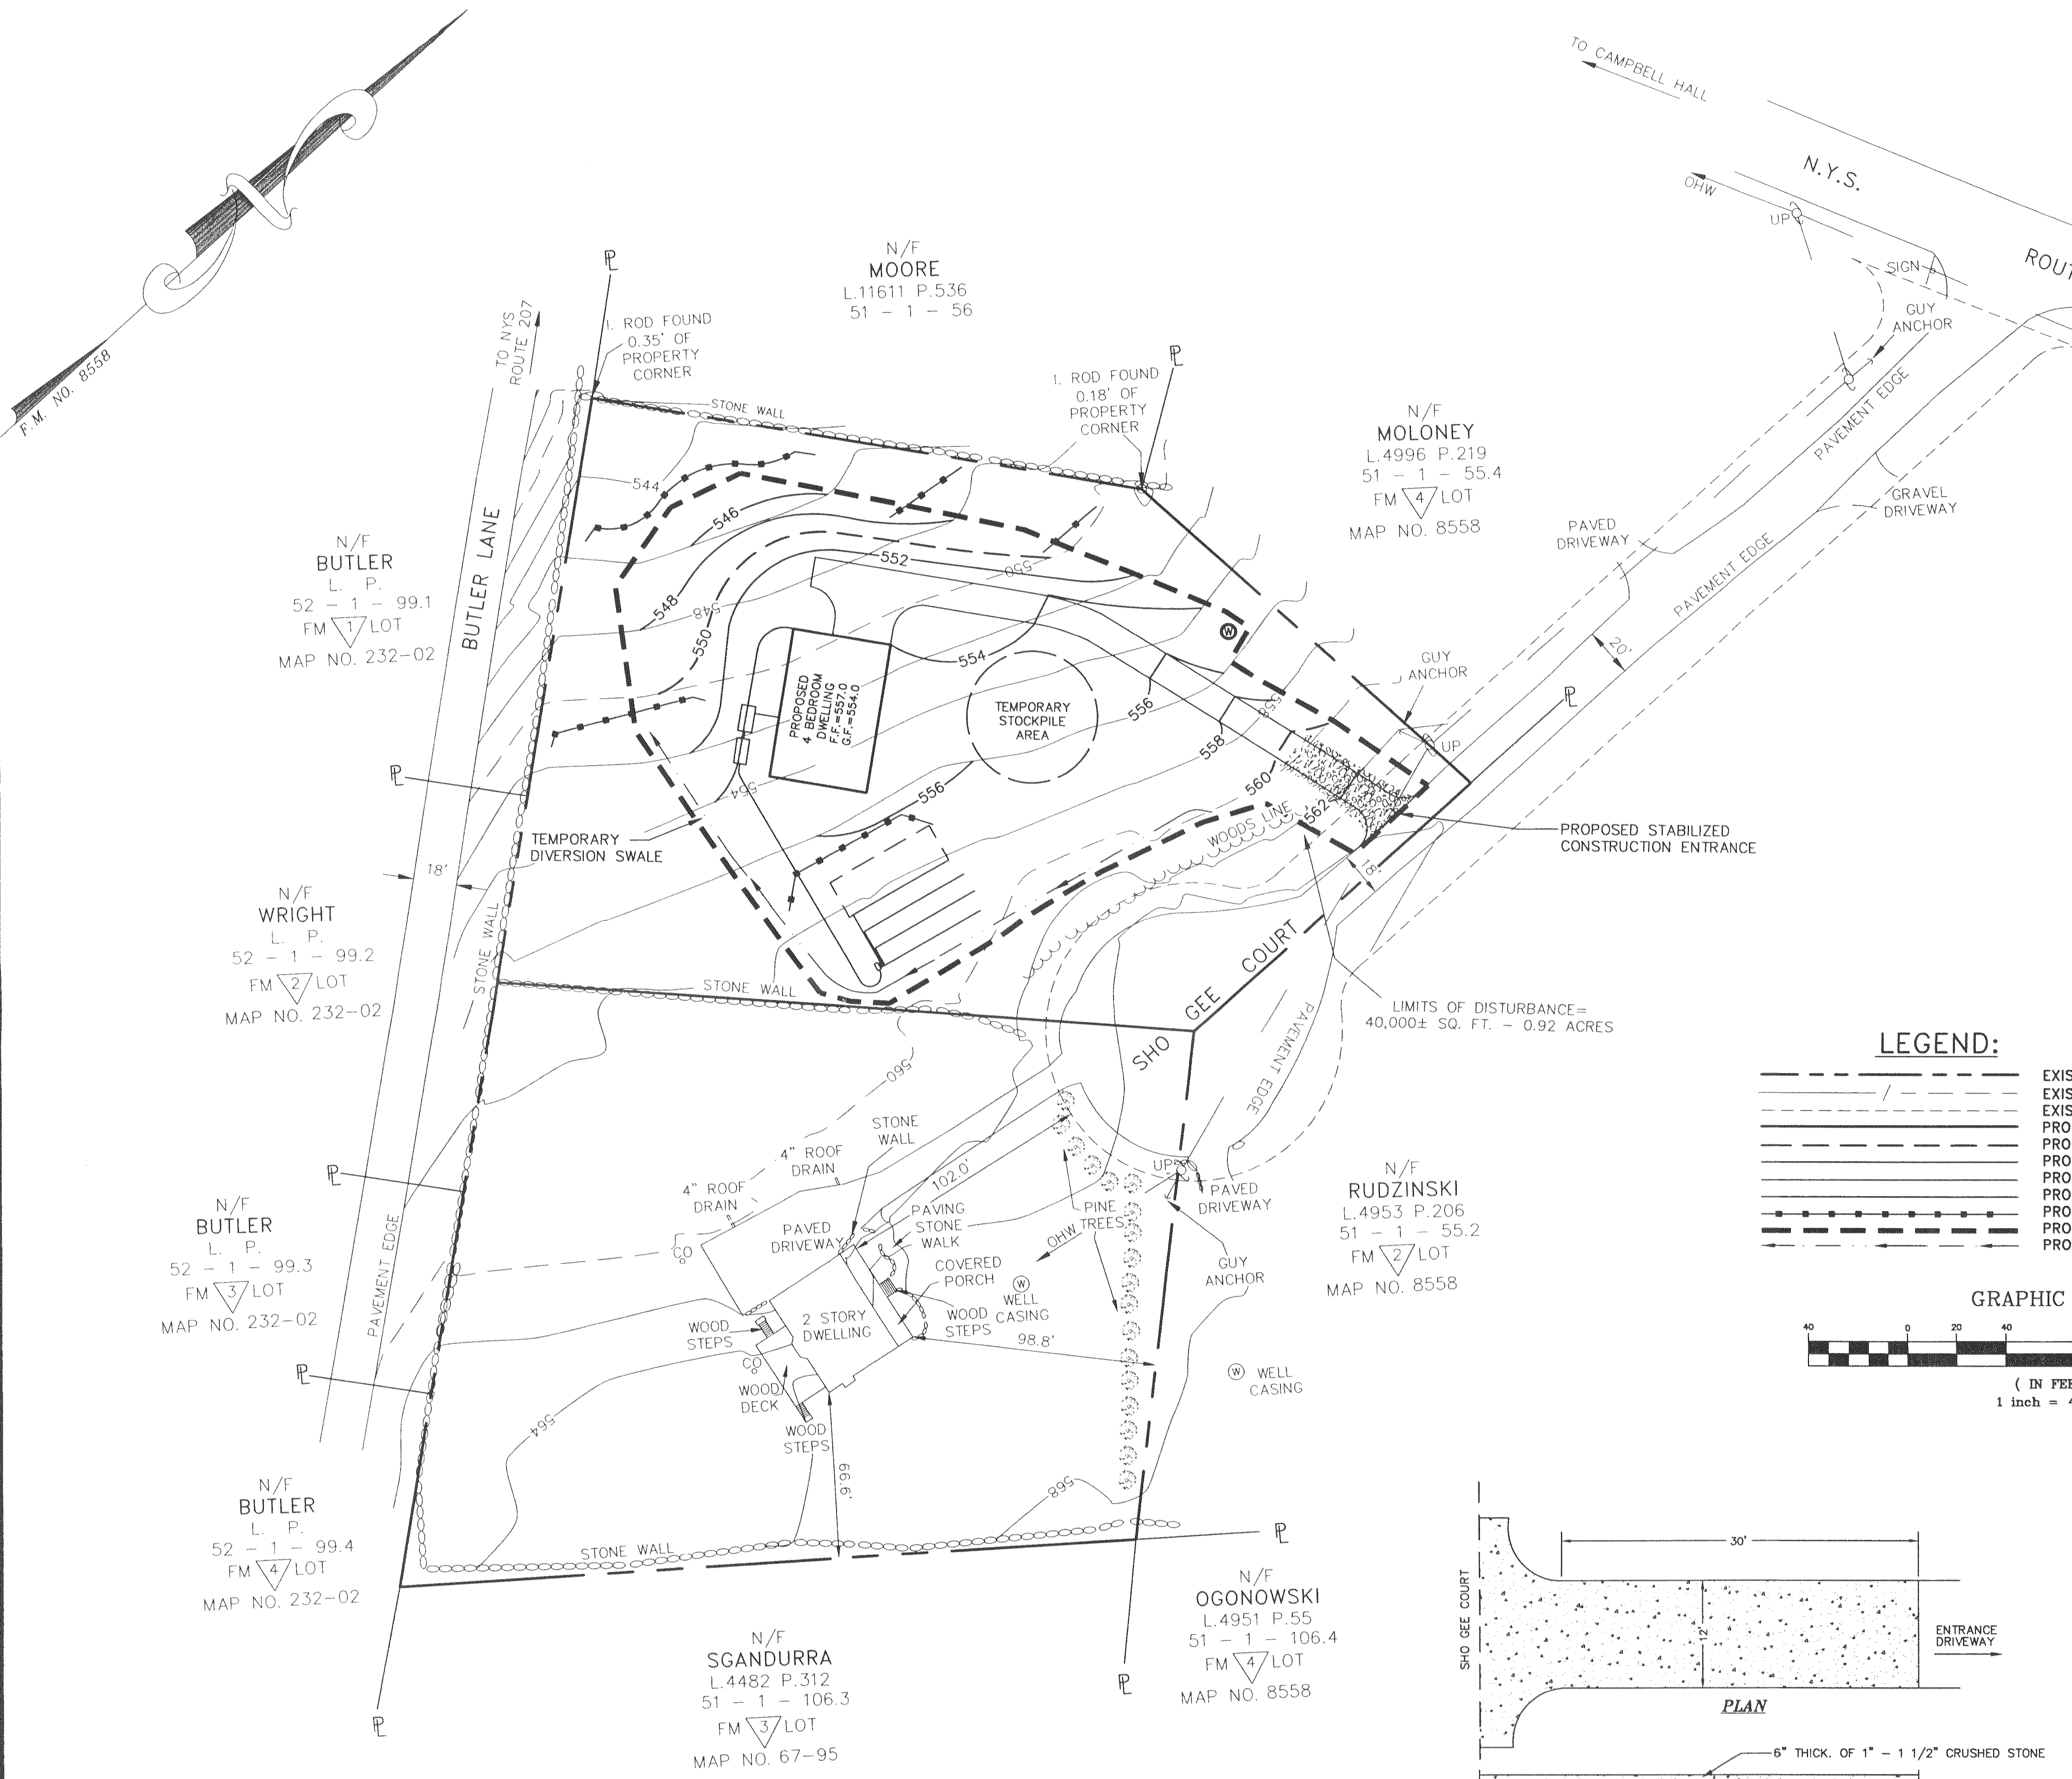 TO CAMPBELL HALL
N.Y.S.
OHW
UP
SIGN
GUY
ANCHOR
F.M. NO. 8558
N/F
MOORE
L.11611 P.536
51 - 1 - 56
TO NYS
ROUTE 207
I. ROD FOUND
0.35' OF
PROPERTY
CORNER
STONE WALL
I. ROD FOUND
0.18' OF
PROPERTY
CORNER
N/F
MOLONEY
L.4996 P.219
51 - 1 - 55.4
FM 4 LOT
MAP NO. 8558
PAVEMENT EDGE
GRAVEL
DRIVEWAY
PAVED
DRIVEWAY
PAVEMENT EDGE
20'
544
546
548
548
550
550
552
554
554
556
556
558
558
560
562
N/F
BUTLER
L. P.
52 - 1 - 99.1
FM 1 LOT
MAP NO. 232-02
BUTLER LANE
PROPOSED
4 BEDROOM
DWELLING
F.F.=557.0
G.F.=554.0
TEMPORARY
STOCKPILE
AREA
GUY
ANCHOR
UP
TEMPORARY
DIVERSION SWALE
WOODS LINE
PROPOSED STABILIZED
CONSTRUCTION ENTRANCE
18'
18'
N/F
WRIGHT
L. P.
52 - 1 - 99.2
FM 2 LOT
MAP NO. 232-02
STONE WALL
STONE WALL
SHO GEE COURT
LIMITS OF DISTURBANCE=
40,000± SQ. FT. - 0.92 ACRES
PAVEMENT EDGE
LEGEND:
560
STONE
WALL
4" ROOF
DRAIN
4" ROOF
DRAIN
102.0'
PAVED
DRIVEWAY
PAVING
STONE
WALK
PINE
TREES
UP
PAVED
DRIVEWAY
OHW
GUY
ANCHOR
N/F
RUDZINSKI
L.4953 P.206
51 - 1 - 55.2
FM 2 LOT
MAP NO. 8558
N/F
BUTLER
L. P.
52 - 1 - 99.3
FM 3 LOT
MAP NO. 232-02
PAVEMENT EDGE
CO
COVERED
PORCH
W
WELL
CASING
WOOD
STEPS
2 STORY
DWELLING
WOOD
STEPS
98.8'
CO
WOOD
DECK
WOOD
STEPS
W
WELL
CASING
66.6'
564
568
GRAPHIC
40 0 20 40
1 inch =
N/F
BUTLER
L. P.
52 - 1 - 99.4
FM 4 LOT
MAP NO. 232-02
STONE WALL
N/F
OGONOWSKI
L.4951 P.55
51 - 1 - 106.4
FM 4 LOT
MAP NO. 8558
N/F
SGANDURRA
L.4482 P.312
51 - 1 - 106.3
FM 3 LOT
MAP NO. 67-95
SHO GEE COURT
30'
12'
ENTRANCE
DRIVEWAY
PLAN
6" THICK. OF 1" - 1 1/2" CRUSHED STONE